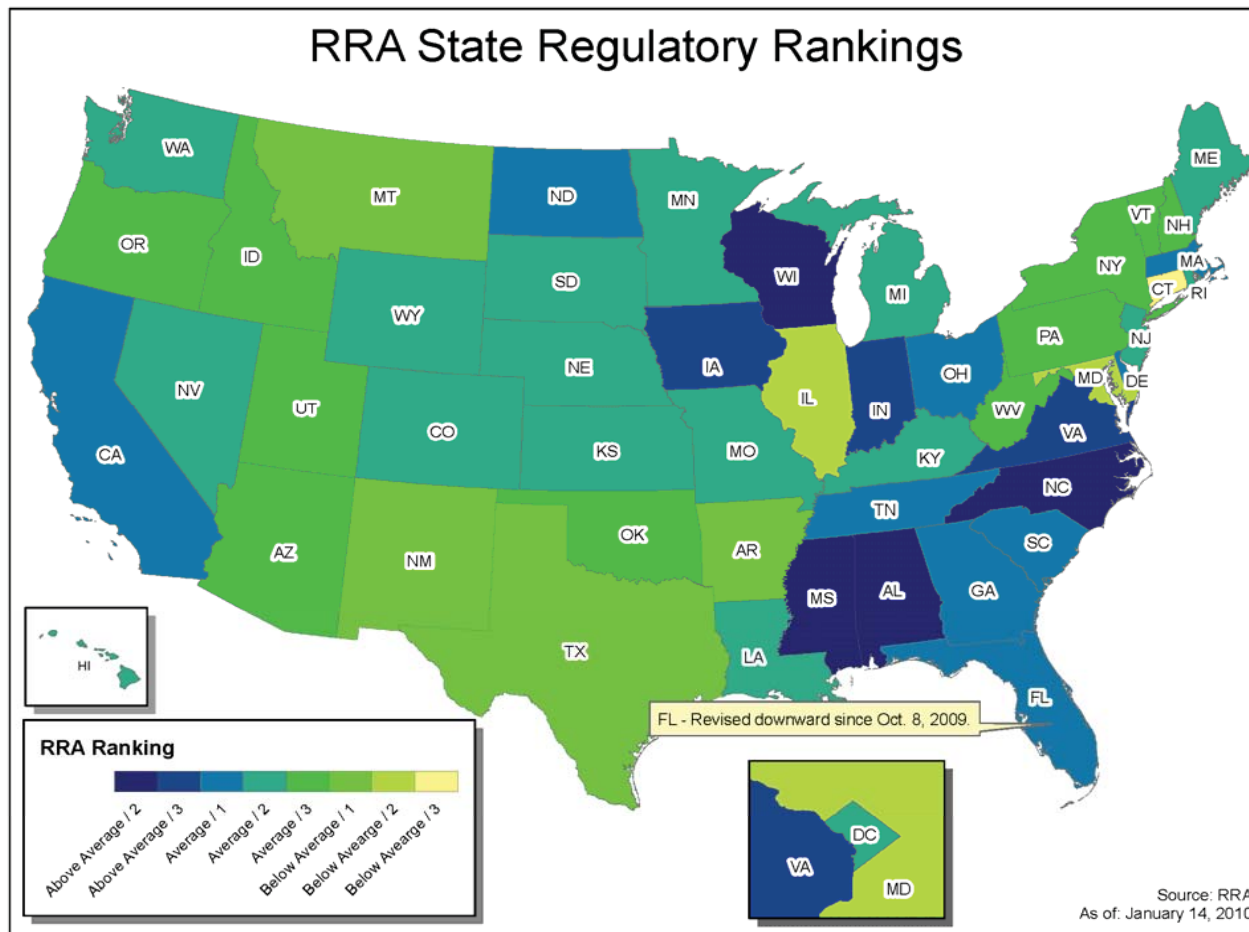 RRA State Regulatory Rankings
WA
MT
ND
MN
ME
OR
ID
SD
WI
MI
VT
NH
NY
MA
CT
RI
WY
IA
PA
NJ
NE
OH
MD
DE
NV
UT
CO
IL
IN
WV
VA
CA
KS
MO
KY
NC
TN
OK
AR
SC
AZ
NM
MS
AL
GA
TX
LA
HI
FL
FL - Revised downward since Oct. 8, 2009.
RRA Ranking
Above Average / 2
Above Average / 3
Average / 1
Average / 2
Average / 3
Below Average / 1
Below Avearge / 2
Below Avearge / 3
DC
VA
MD
Source: RRA
As of: January 14, 2010